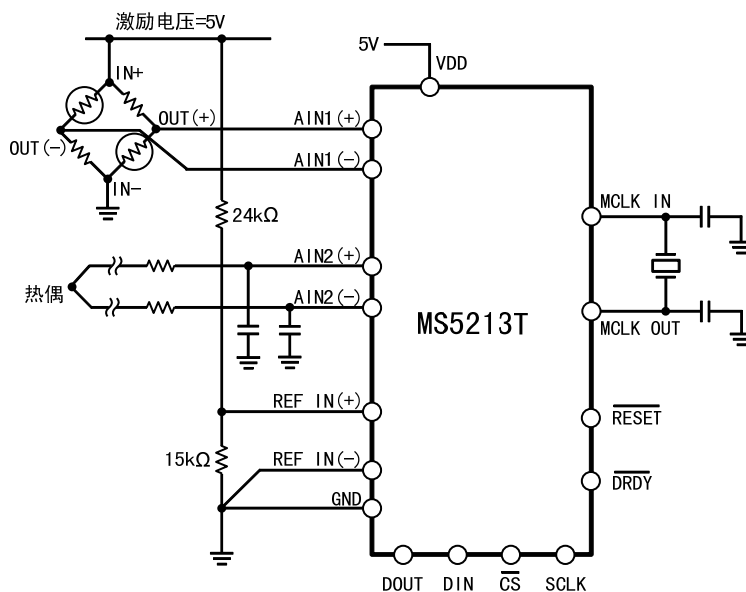 激励电压=5V
5V
VDD
IN+
OUT(+)
AIN1(+)
OUT(-)
AIN1(-)
IN-
24kΩ
MCLK IN
AIN2(+)
热偶
AIN2(-)
MS5213T
MCLK OUT
REF IN(+)
RESET
15kΩ
REF IN(-)
DRDY
GND
DOUT
DIN
CS
SCLK